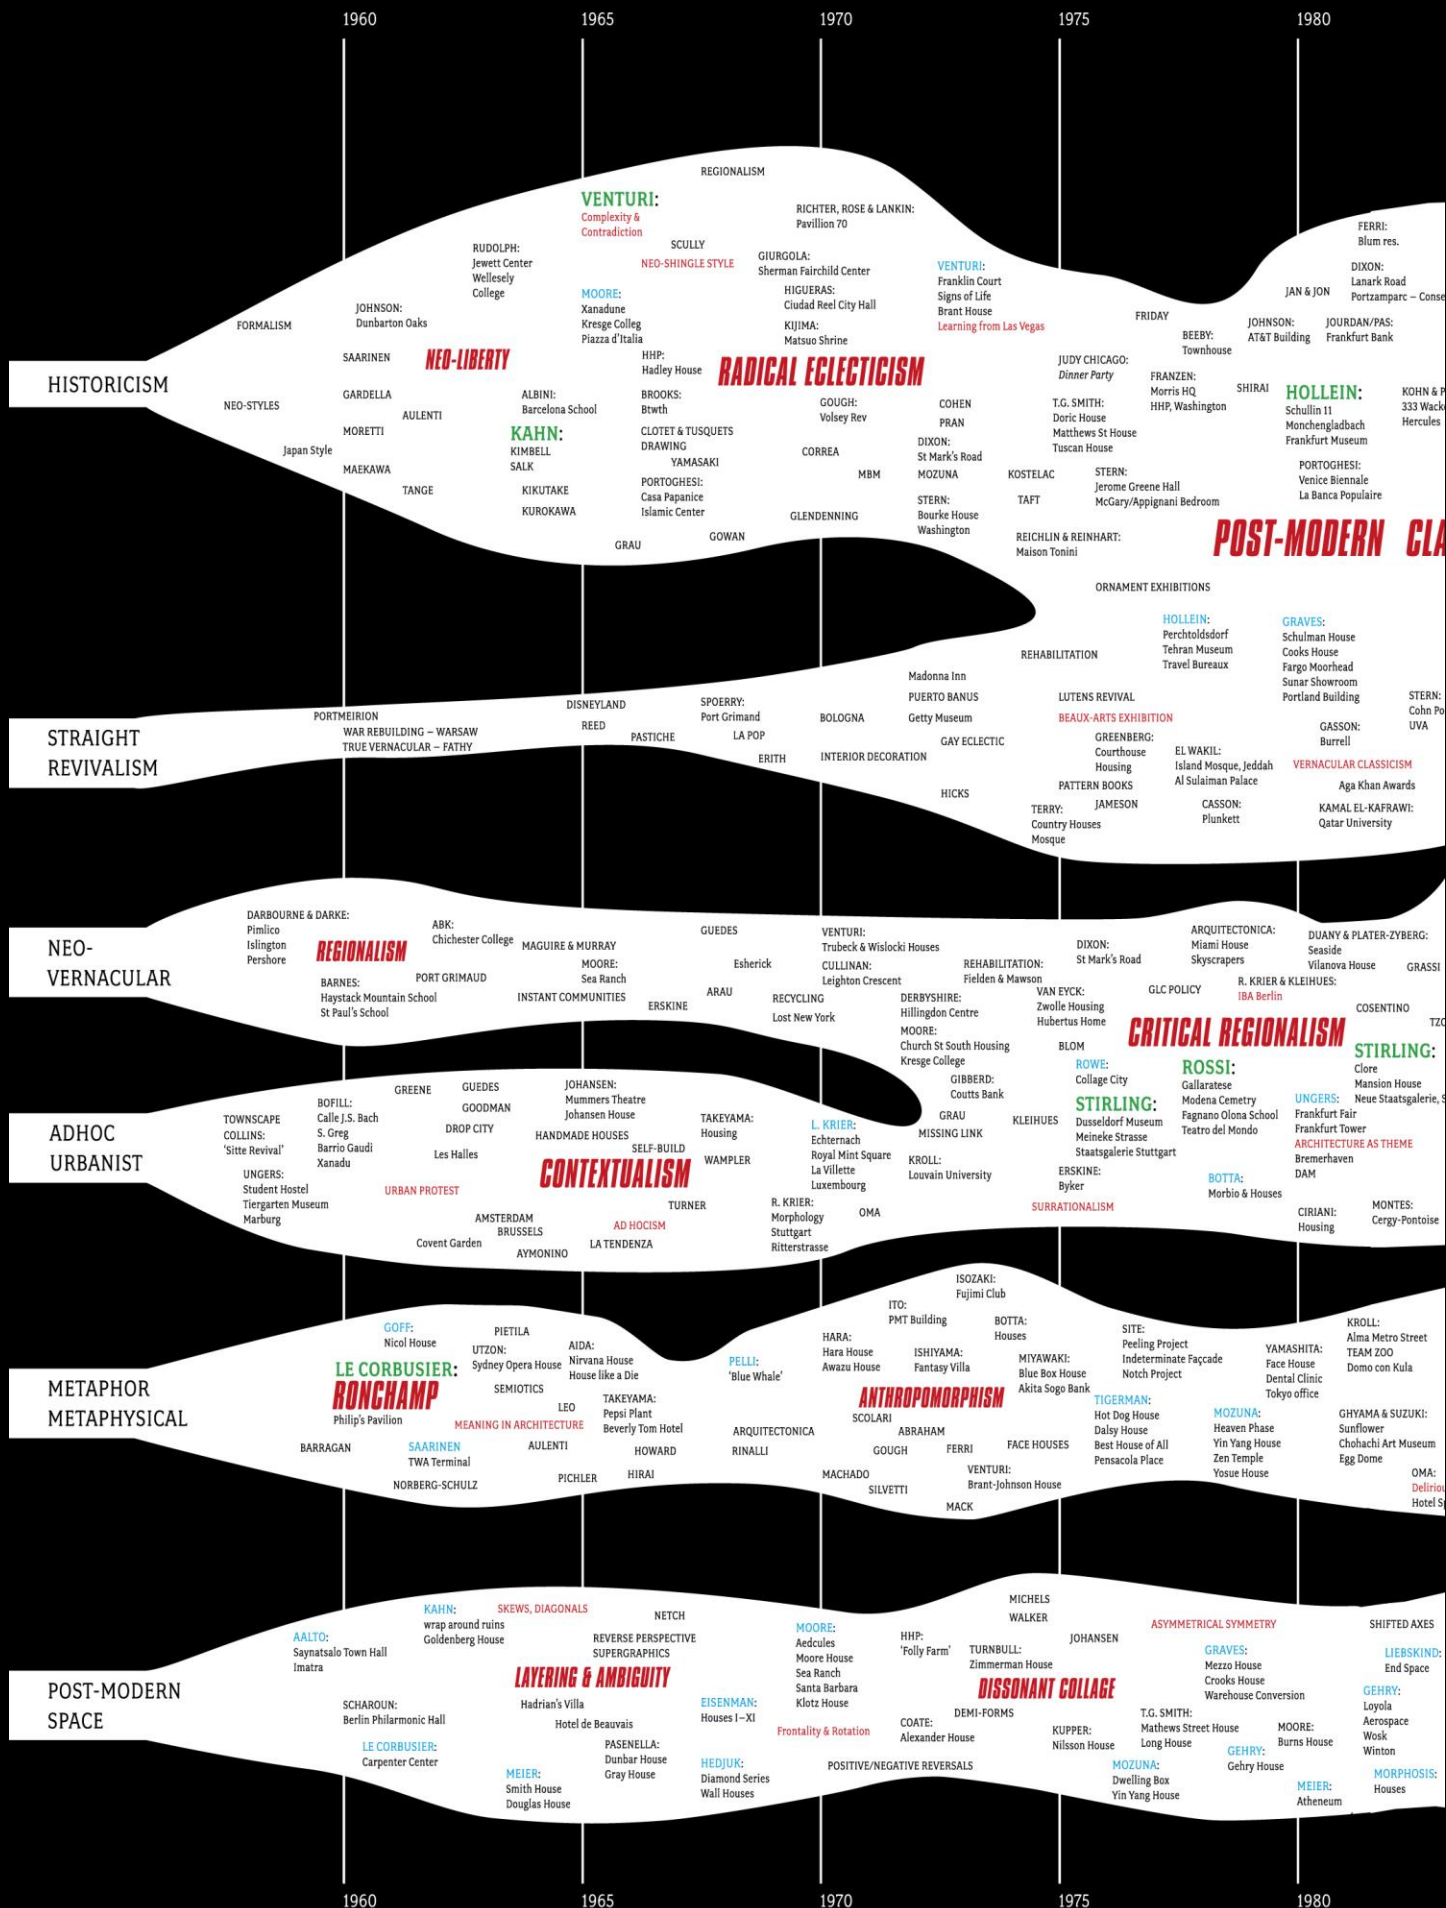 1960
1965
1970
1975
1980
HISTORICISM
FORMALISM
NEO-STYLES
Japan Style
JOHNSON:
Dunbarton Oaks
SAARINEN
GARDELLA
AULENTI
MORETTI
MAEKAWA
TANGE
NEO-LIBERTY
RUDOLPH:
Jewett Center
Wellesely
College
ALBINI:
Barcelona School
KAHN:
KIMBELL
SALK
KIKUTAKE
KUROKAWA
VENTURI:
Complexity &
Contradiction
MOORE:
Xanadune
Kresge Colleg
Piazza d'Italia
REGIONALISM
SCULLY
NEO-SHINGLE STYLE
HHP:
Hadley House
BROOKS:
Btwth
CLOTET & TUSQUETS
DRAWING
YAMASAKI
PORTOGHESI:
Casa Papanice
Islamic Center
GOWAN
GRAU
RICHTER, ROSE & LANKIN:
Pavillion 70
GIURGOLA:
Sherman Fairchild Center
HIGUERAS:
Ciudad Reel City Hall
KIJIMA:
Matsuo Shrine
RADICAL ECLECTICISM
GOUGH:
Volsey Rev
CORREA
MBM
GLENDENNING
VENTURI:
Franklin Court
Signs of Life
Brant House
Learning from Las Vegas
COHEN
PRAN
DIXON:
St Mark's Road
MOZUNA
STERN:
Bourke House
Washington
KOSTELAC
TAFT
REICHLIN & REINHART:
Maison Tonini
JUDY CHICAGO:
Dinner Party
T.G. SMITH:
Doric House
Matthews St House
Tuscan House
STERN:
Jerome Greene Hall
McGary/Appignani Bedroom
FRIDAY
BEEBY:
Townhouse
FRANZEN:
Morris HQ
HHP, Washington
SHIRAI
JAN & JON
JOHNSON:
AT&T Building
JOURDAN/PAS:
Frankfurt Bank
FERRI:
Blum res.
DIXON:
Lanark Road
Portzamparc – Conse
HOLLEIN:
Schullin 11
Monchengladbach
Frankfurt Museum
KOHN & P
333 Wack
Hercules
PORTOGHESI:
Venice Biennale
La Banca Populaire
POST-MODERN CLA
ORNAMENT EXHIBITIONS
HOLLEIN:
Perchtoldsdorf
Tehran Museum
Travel Bureaux
GRAVES:
Schulman House
Cooks House
Fargo Moorhead
Sunar Showroom
Portland Building
STRAIGHT
REVIVALISM
PORTMEIRION
WAR REBUILDING – WARSAW
TRUE VERNACULAR – FATHY
DISNEYLAND
REED
PASTICHE
SPOERRY:
Port Grimand
LA POP
ERITH
BOLOGNA
INTERIOR DECORATION
Madonna Inn
PUERTO BANUS
Getty Museum
GAY ECLECTIC
HICKS
REHABILITATION
LUTENS REVIVAL
BEAUX-ARTS EXHIBITION
GREENBERG:
Courthouse
Housing
PATTERN BOOKS
JAMESON
TERRY:
Country Houses
Mosque
EL WAKIL:
Island Mosque, Jeddah
Al Sulaiman Palace
CASSON:
Plunkett
GASSON:
Burrell
STERN:
Cohn Po
UVA
VERNACULAR CLASSICISM
Aga Khan Awards
KAMAL EL-KAFRAWI:
Qatar University
NEO-
VERNACULAR
DARBOURNE & DARKE:
Pimlico
Islington
Pershore
REGIONALISM
BARNES:
Haystack Mountain School
St Paul's School
ABK:
Chichester College
PORT GRIMAUD
MAGUIRE & MURRAY
MOORE:
Sea Ranch
INSTANT COMMUNITIES
ERSKINE
GUEDES
Esherick
ARAU
RECYCLING
Lost New York
VENTURI:
Trubeck & Wislocki Houses
CULLINAN:
Leighton Crescent
DERBYSHIRE:
Hillingdon Centre
MOORE:
Church St South Housing
Kresge College
REHABILITATION:
Fielden & Mawson
VAN EYCK:
Zwolle Housing
Hubertus Home
BLOM
DIXON:
St Mark's Road
ARQUITECTONICA:
Miami House
Skyscrapers
GLC POLICY
R. KRIER & KLEIHUES:
IBA Berlin
DUANY & PLATER-ZYBERG:
Seaside
Vilanova House
GRASSI
COSENTINO
TZO
CRITICAL REGIONALISM
ROWE:
Collage City
GIBBERD:
Coutts Bank
STIRLING:
Dusseldorf Museum
Meineke Strasse
Staatsgalerie Stuttgart
ROSSI:
Gallaratese
Modena Cemetry
Fagnano Olona School
Teatro del Mondo
STIRLING:
Clore
Mansion House
Neue Staatsgalerie, S
UNGERS:
Frankfurt Fair
Frankfurt Tower
ARCHITECTURE AS THEME
Bremerhaven
DAM
ADHOC
URBANIST
TOWNSCAPE
COLLINS:
'Sitte Revival'
UNGERS:
Student Hostel
Tiergarten Museum
Marburg
BOFILL:
Calle J.S. Bach
S. Greg
Barrio Gaudi
Xanadu
GREENE
GUEDES
GOODMAN
DROP CITY
Les Halles
URBAN PROTEST
AMSTERDAM
BRUSSELS
Covent Garden
AYMONINO
JOHANSEN:
Mummers Theatre
Johansen House
HANDMADE HOUSES
SELF-BUILD
CONTEXTUALISM
TURNER
AD HOCISM
LA TENDENZA
TAKEYAMA:
Housing
WAMPLER
L. KRIER:
Echternach
Royal Mint Square
La Villette
Luxembourg
R. KRIER:
Morphology
Stuttgart
Ritterstrasse
OMA
GRAU
MISSING LINK
KROLL:
Louvain University
KLEIHUES
ERSKINE:
Byker
SURRATIONALISM
BOTTA:
Morbio & Houses
CIRIANI:
Housing
MONTES:
Cergy-Pontoise
METAPHOR
METAPHYSICAL
GOFF:
Nicol House
LE CORBUSIER:
RONCHAMP
Philip's Pavilion
BARRAGAN
SAARINEN
TWA Terminal
NORBERG-SCHULZ
PIETILA
UTZON:
Sydney Opera House
SEMIOTICS
LEO
MEANING IN ARCHITECTURE
AULENTI
PICHLER
AIDA:
Nirvana House
House like a Die
TAKEYAMA:
Pepsi Plant
Beverly Tom Hotel
HOWARD
HIRAI
PELLI:
'Blue Whale'
ARQUITECTONICA
RINALLI
HARA:
Hara House
Awazu House
ITO:
PMT Building
ISOZAKI:
Fujimi Club
ISHIYAMA:
Fantasy Villa
BOTTA:
Houses
ANTHROPOMORPHISM
SCOLARI
ABRAHAM
GOUGH
FERRI
MACHADO
SILVETTI
MACK
VENTURI:
Brant-Johnson House
FACE HOUSES
MIYAWAKI:
Blue Box House
Akita Sogo Bank
SITE:
Peeling Project
Indeterminate Façade
Notch Project
TIGERMAN:
Hot Dog House
Dalsy House
Best House of All
Pensacola Place
MOZUNA:
Heaven Phase
Yin Yang House
Zen Temple
Yosue House
YAMASHITA:
Face House
Dental Clinic
Tokyo office
KROLL:
Alma Metro Street
TEAM ZOO
Domo con Kula
GHYAMA & SUZUKI:
Sunflower
Chohachi Art Museum
Egg Dome
OMA:
Deliriou
Hotel Sp
POST-MODERN
SPACE
AALTO:
Saynatsalo Town Hall
Imatra
KAHN:
wrap around ruins
Goldenberg House
SKEWS, DIAGONALS
NETCH
REVERSE PERSPECTIVE
SUPERGRAPHICS
LAYERING & AMBIGUITY
SCHAROUN:
Berlin Philarmonic Hall
LE CORBUSIER:
Carpenter Center
Hadrian's Villa
Hotel de Beauvais
MEIER:
Smith House
Douglas House
PASENELLA:
Dunbar House
Gray House
EISENMAN:
Houses I–XI
HEDJUK:
Diamond Series
Wall Houses
MOORE:
Aedcules
Moore House
Sea Ranch
Santa Barbara
Klotz House
Frontality & Rotation
HHP:
'Folly Farm'
COATE:
Alexander House
POSITIVE/NEGATIVE REVERSALS
MICHELS
WALKER
TURNBULL:
Zimmerman House
JOHANSEN
DISSONANT COLLAGE
DEMI-FORMS
KUPPER:
Nilsson House
ASYMMETRICAL SYMMETRY
GRAVES:
Mezzo House
Crooks House
Warehouse Conversion
T.G. SMITH:
Mathews Street House
Long House
MOZUNA:
Dwelling Box
Yin Yang House
GEHRY:
Gehry House
MOORE:
Burns House
MEIER:
Atheneum
SHIFTED AXES
LIEBSKIND:
End Space
GEHRY:
Loyola
Aerospace
Wosk
Winton
MORPHOSIS:
Houses
1960
1965
1970
1975
1980